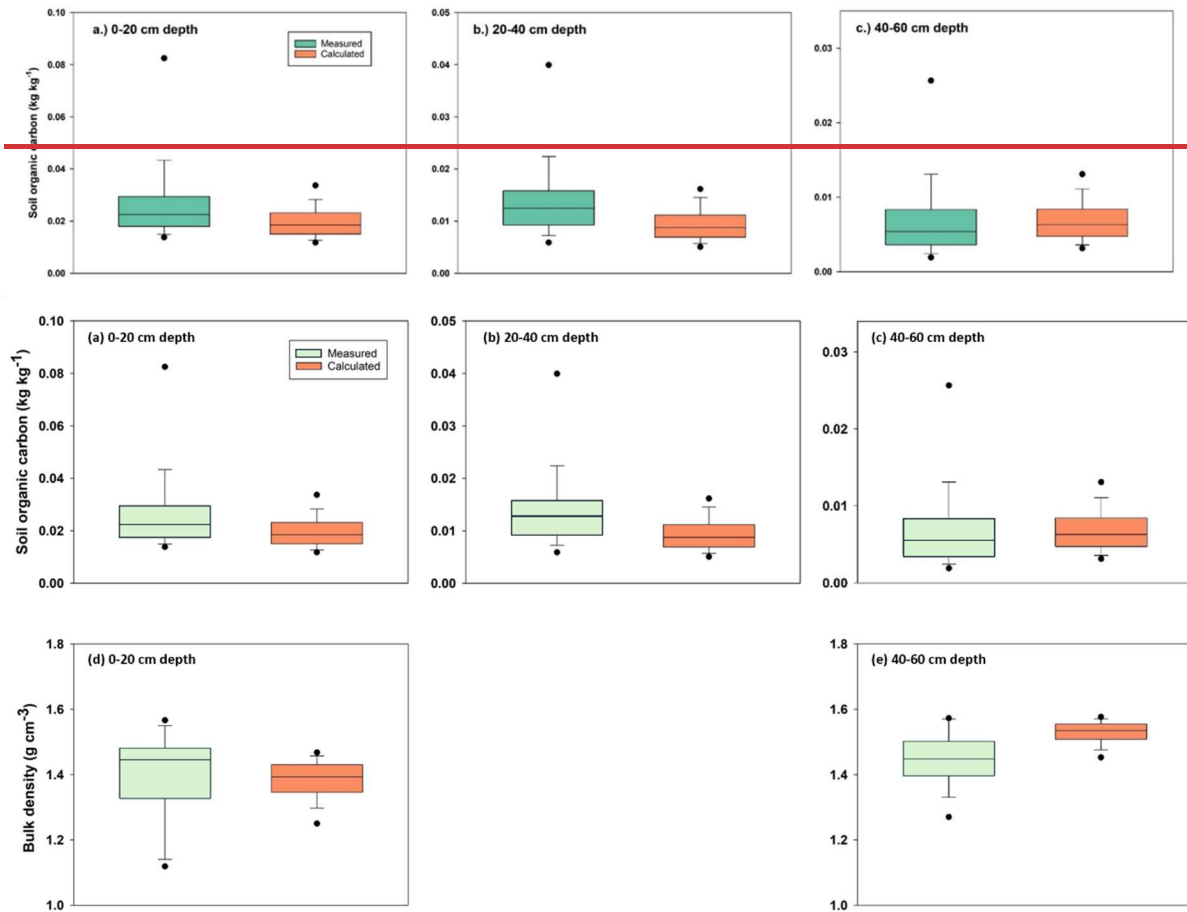 a.) 0-20 cm depth
Measured
Calculated
Soil organic carbon (kg kg-1)
0.10
0.08
0.06
0.04
0.02
0.00
b.) 20-40 cm depth
0.05
0.04
0.03
0.02
0.01
0.00
c.) 40-60 cm depth
0.03
0.02
0.01
0.00
(a) 0-20 cm depth
Measured
Calculated
Soil organic carbon (kg kg-1)
0.10
0.08
0.06
0.04
0.02
0.00
(b) 20-40 cm depth
0.05
0.04
0.03
0.02
0.01
0.00
(c) 40-60 cm depth
0.03
0.02
0.01
0.00
(d) 0-20 cm depth
Bulk density (g cm-3)
1.8
1.6
1.4
1.2
1.0
(e) 40-60 cm depth
1.8
1.6
1.4
1.2
1.0